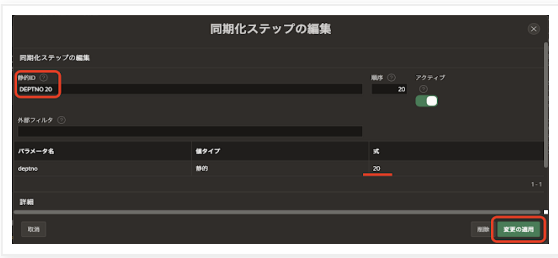 同期化ステップの編集
同期化ステップの編集
静的ID
順序
アクティブ
DEPTNO 20
20
外部フィルタ
パラメータ名 値タイプ 式
deptno 静的 20
1 - 1
詳細
取消 削除 変更の適用